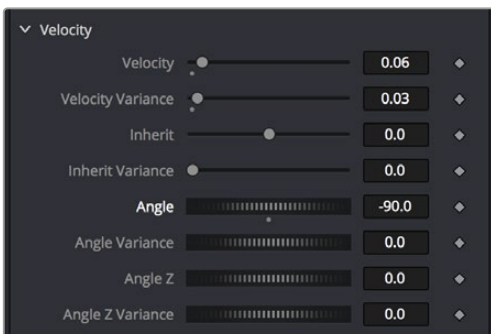 Velocity
Velocity 0.06
Velocity Variance 0.03
Inherit 0.0
Inherit Variance 0.0
Angle -90.0
Angle Variance 0.0
Angle Z 0.0
Angle Z Variance 0.0